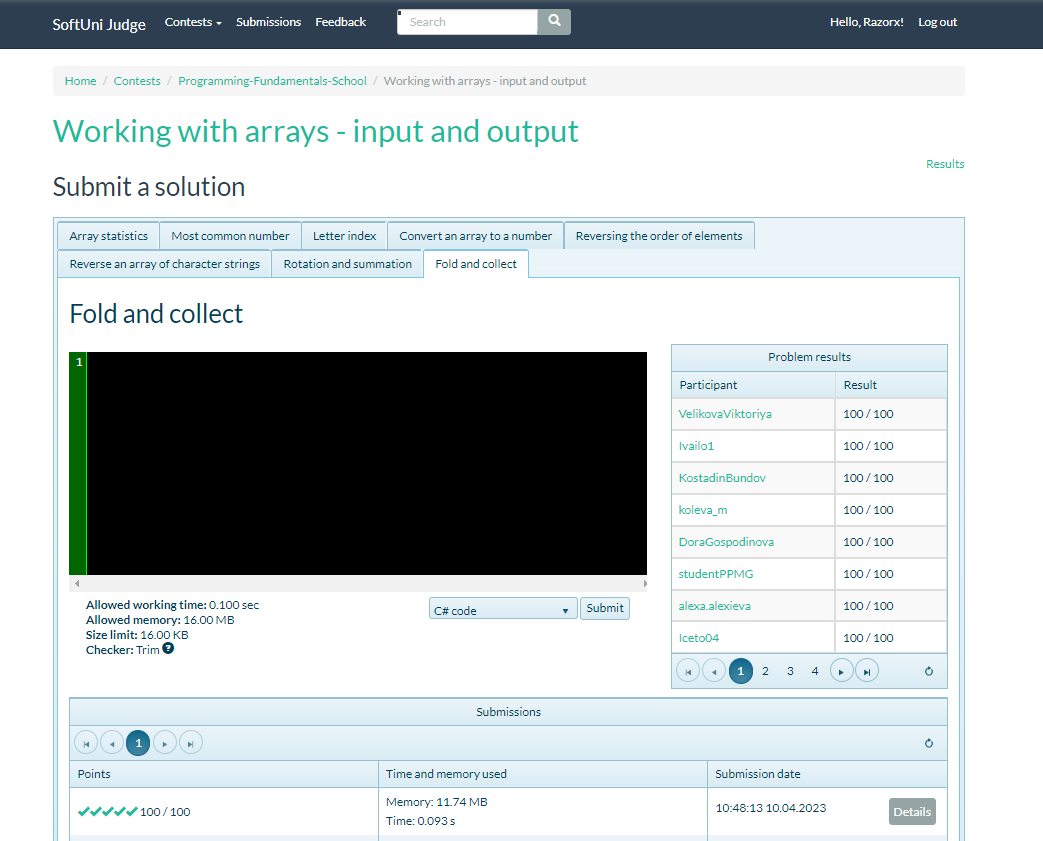 SoftUni Judge Contests Submissions Feedback Search Hello, Razorx! Log out
Home / Contests / Programming-Fundamentals-School / Working with arrays - input and output
Working with arrays - input and output
Results
Submit a solution
Array statistics Most common number Letter index Convert an array to a number Reversing the order of elements
Reverse an array of character strings Rotation and summation Fold and collect
Fold and collect
1
Allowed working time: 0.100 sec
Allowed memory: 16.00 MB
Size limit: 16.00 KB
Checker: Trim ?
C# code Submit
Problem results
Participant Result
VelikovaViktoriya 100 / 100
Ivailo1 100 / 100
KostadinBundov 100 / 100
koleva_m 100 / 100
DoraGospodinova 100 / 100
studentPPMG 100 / 100
alexa.alexieva 100 / 100
Iceto04 100 / 100
1 2 3 4
Submissions
1
Points Time and memory used Submission date
100 / 100 Memory: 11.74 MB 10:48:13 10.04.2023 Details
Time: 0.093 s